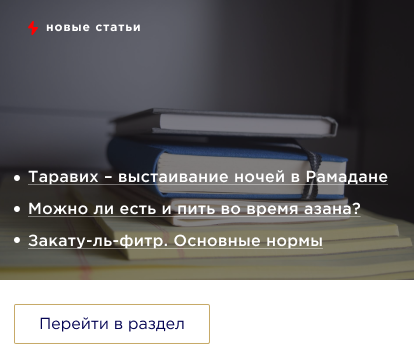 новые статьи
Таравих – выстаивание ночей в Рамадане
Можно ли есть и пить во время азана?
Закату-ль-фитр. Основные нормы
Перейти в раздел